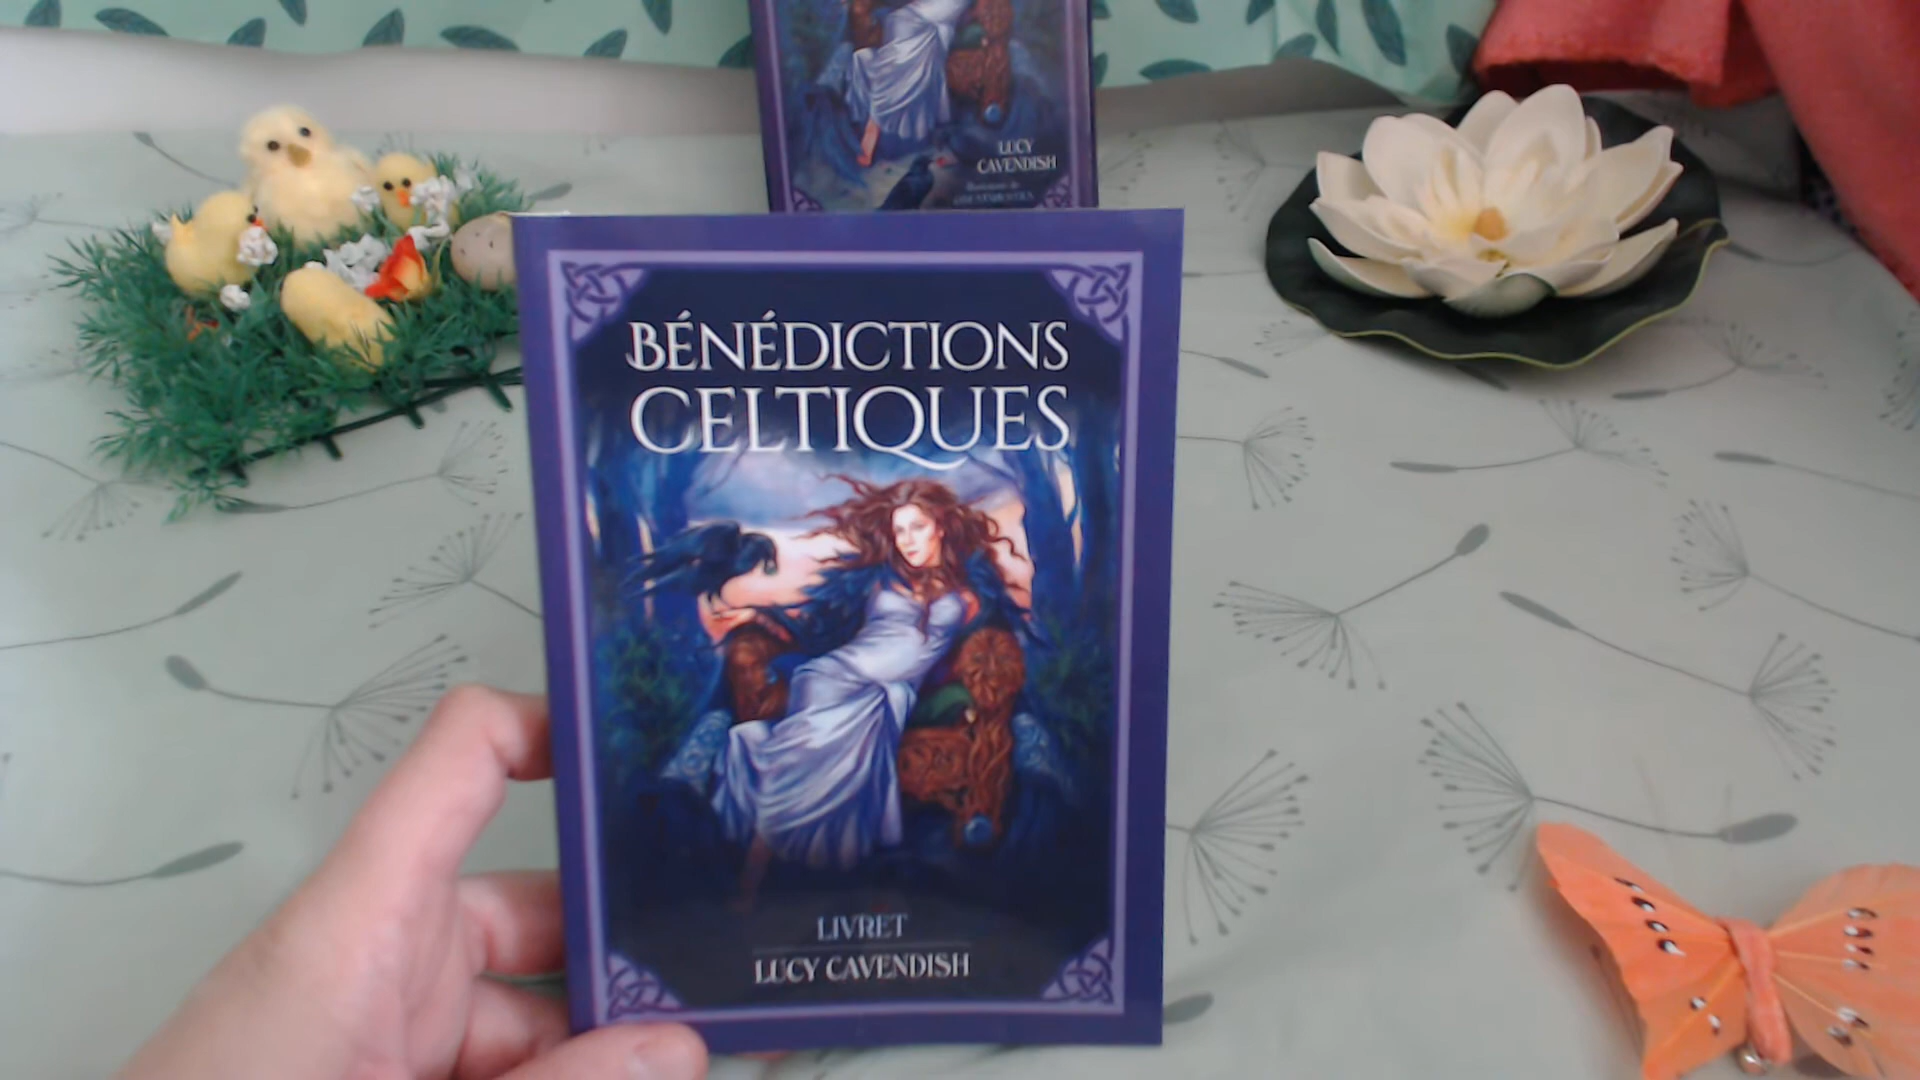 LUCY
CAVENDISH
BÉNÉDICTIONS
CELTIQUES
LIVRET
LUCY CAVENDISH